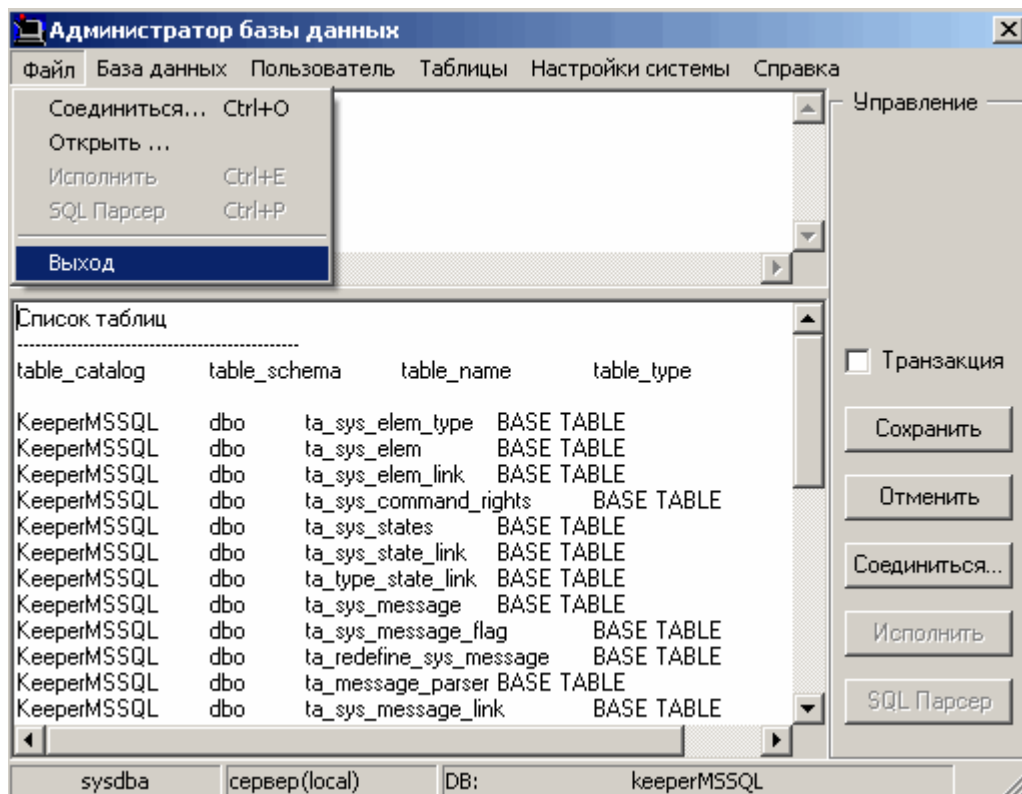 Администратор базы данных
Файл База данных Пользователь Таблицы Настройки системы Справка
Соединиться... Ctrl+O
Открыть ...
Исполнить Ctrl+E
SQL Парсер Ctrl+P
Выход
Управление
Список таблиц
-----------------------------------------------
table_catalog table_schema table_name table_type
KeeperMSSQL dbo ta_sys_elem_type BASE TABLE
KeeperMSSQL dbo ta_sys_elem BASE TABLE
KeeperMSSQL dbo ta_sys_elem_link BASE TABLE
KeeperMSSQL dbo ta_sys_command_rights BASE TABLE
KeeperMSSQL dbo ta_sys_states BASE TABLE
KeeperMSSQL dbo ta_sys_state_link BASE TABLE
KeeperMSSQL dbo ta_type_state_link BASE TABLE
KeeperMSSQL dbo ta_sys_message BASE TABLE
KeeperMSSQL dbo ta_sys_message_flag BASE TABLE
KeeperMSSQL dbo ta_redefine_sys_message BASE TABLE
KeeperMSSQL dbo ta_message_parser BASE TABLE
KeeperMSSQL dbo ta_sys_message_link BASE TABLE
Транзакция
Сохранить
Отменить
Соединиться...
Исполнить
SQL Парсер
sysdba сервер(local) DB: keeperMSSQL